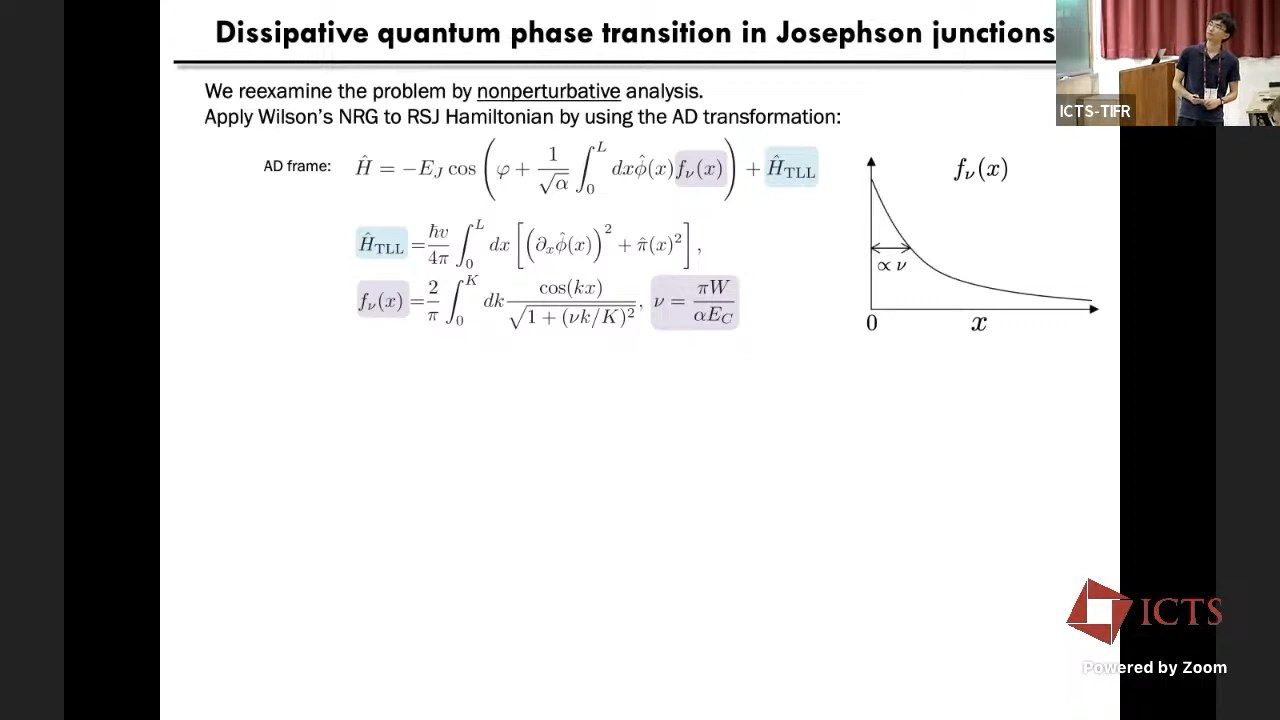 Dissipative quantum phase transition in Josephson junctions
We reexamine the problem by nonperturbative analysis.
Apply Wilson's NRG to RSJ Hamiltonian by using the AD transformation:
AD frame: Ĥ = −E_J cos(φ + 1/√α ∫_0^L dx φ̂(x) f_ν(x)) + Ĥ_TLL
Ĥ_TLL = ħv/4π ∫_0^L dx [(∂_x φ̂(x))^2 + π̂(x)^2],
f_ν(x) = 2/π ∫_0^K dk cos(kx)/√(1 + (νk/K)^2), ν = πW/αE_C
f_ν(x)
∝ ν
0
x
ICTS-TIFR
ICTS
Powered by Zoom